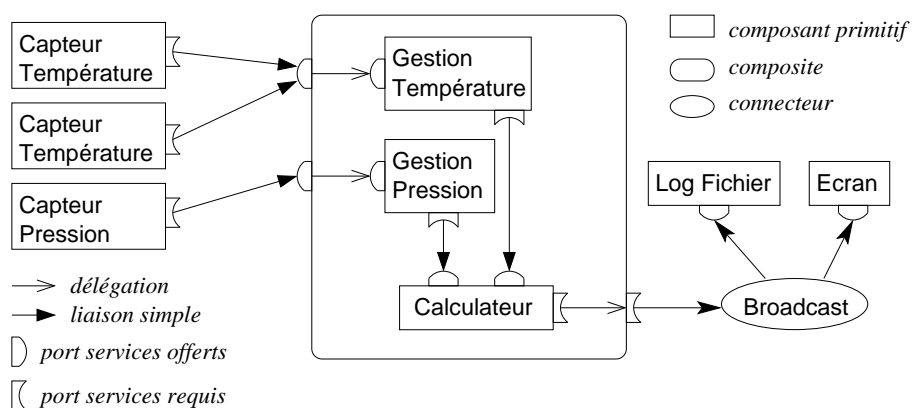 Capteur
Température
Capteur
Température
Capteur
Pression
Gestion
Température
Gestion
Pression
Calculateur
Log Fichier
Ecran
Broadcast
composant primitif
composite
connecteur
délégation
liaison simple
port services offerts
port services requis